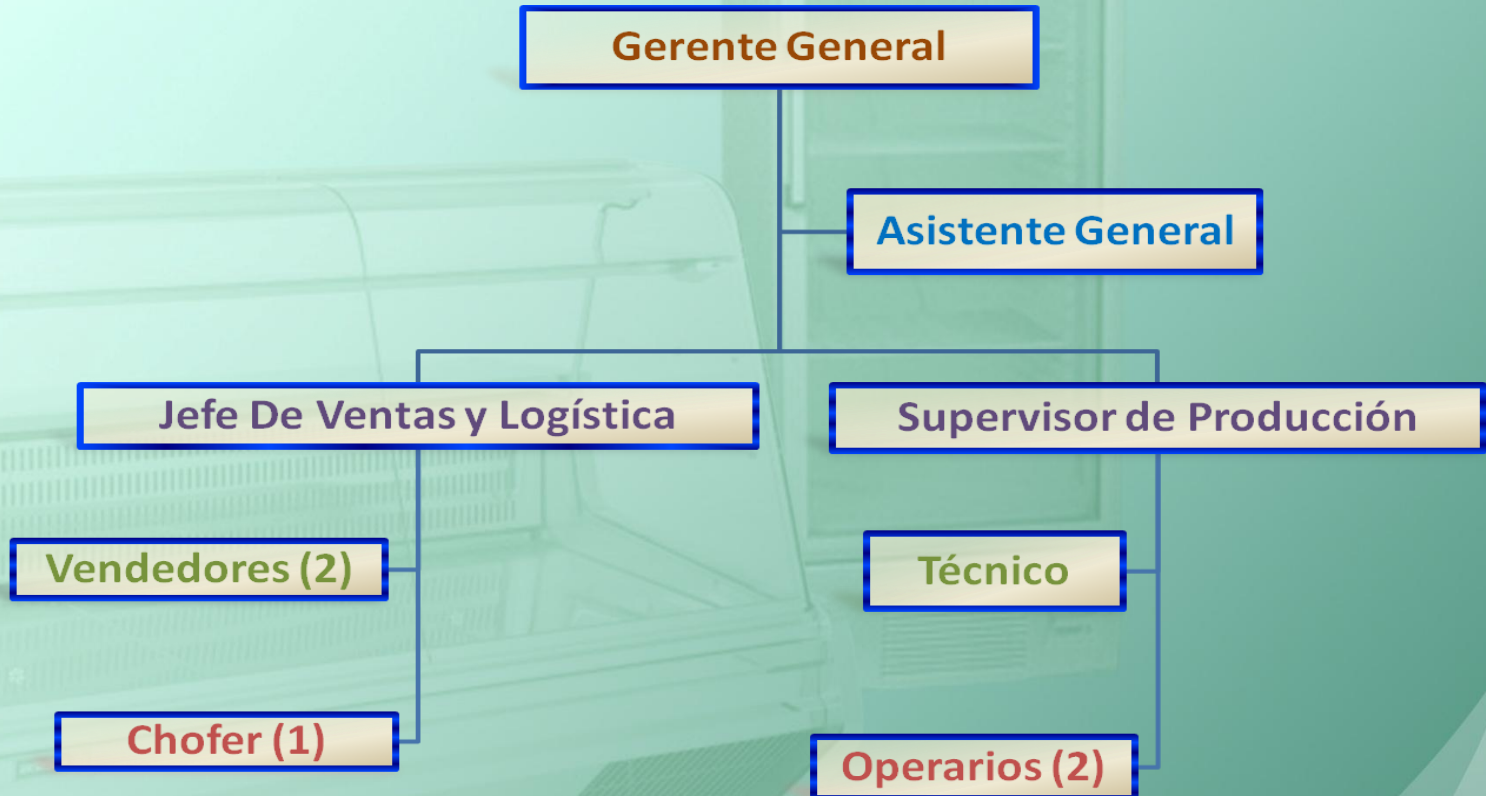 Gerente General
Asistente General
Jefe De Ventas y Logística
Supervisor de Producción
Vendedores (2)
Técnico
Chofer (1)
Operarios (2)